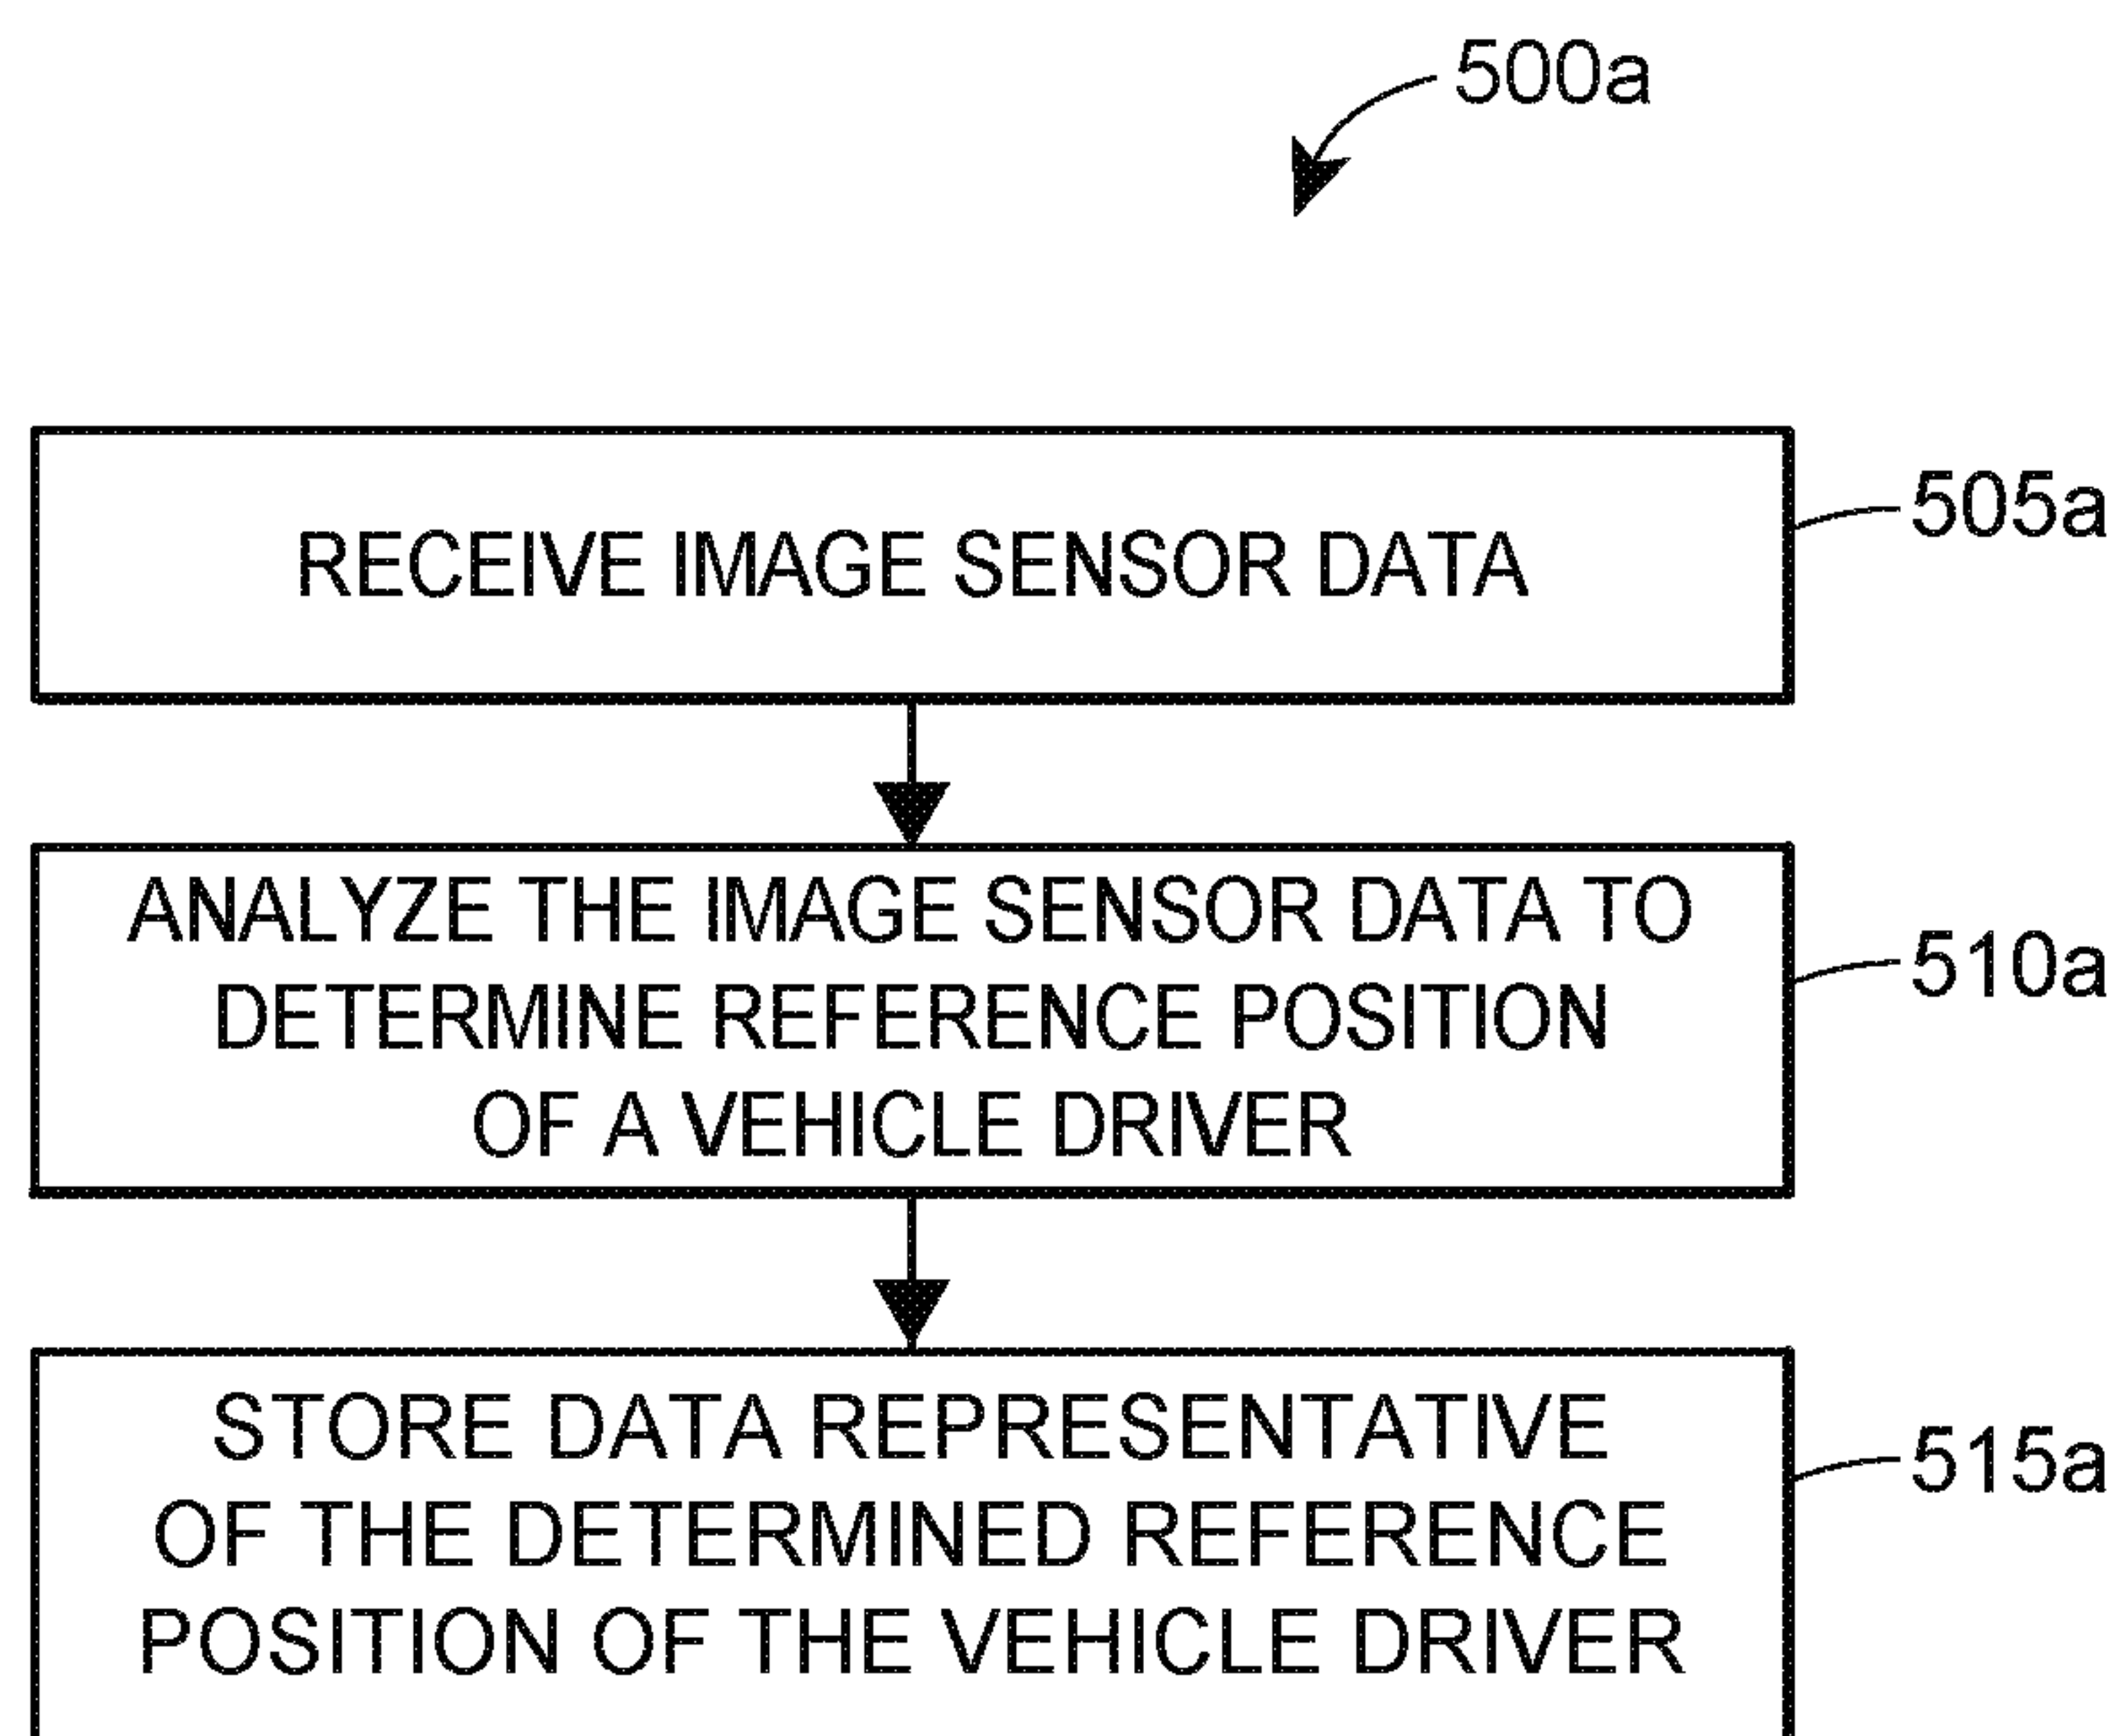 500a
RECEIVE IMAGE SENSOR DATA
505a
ANALYZE THE IMAGE SENSOR DATA TO
DETERMINE REFERENCE POSITION
OF A VEHICLE DRIVER
510a
STORE DATA REPRESENTATIVE
OF THE DETERMINED REFERENCE
POSITION OF THE VEHICLE DRIVER
515a